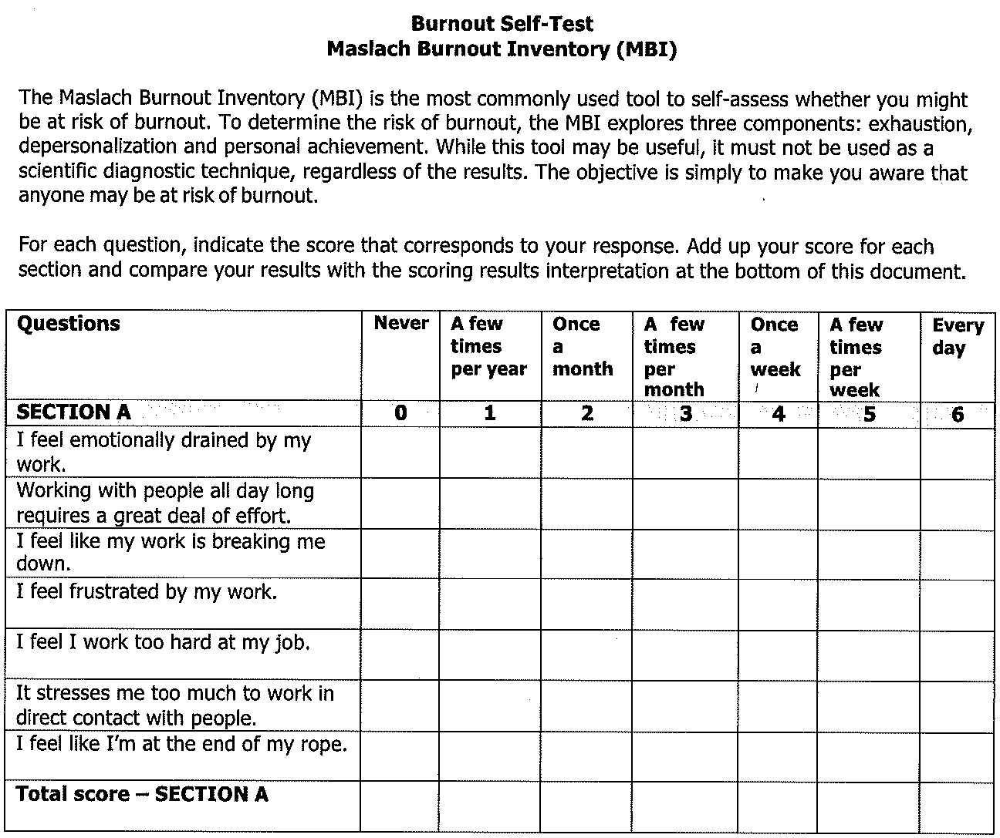 Burnout Self-Test
Maslach Burnout Inventory (MBI)
The Maslach Burnout Inventory (MBI) is the most commonly used tool to self-assess whether you might
be at risk of burnout. To determine the risk of burnout, the MBI explores three components: exhaustion,
depersonalization and personal achievement. While this tool may be useful, it must not be used as a
scientific diagnostic technique, regardless of the results. The objective is simply to make you aware that
anyone may be at risk of burnout.
For each question, indicate the score that corresponds to your response. Add up your score for each
section and compare your results with the scoring results interpretation at the bottom of this document.
Questions Never A few Once A few Once A few Every
times a times a times day
per year month per week per
month week
SECTION A 0 1 2 3 4 5 6
I feel emotionally drained by my
work.
Working with people all day long
requires a great deal of effort.
I feel like my work is breaking me
down.
I feel frustrated by my work.
I feel I work too hard at my job.
It stresses me too much to work in
direct contact with people.
I feel like I'm at the end of my rope.
Total score – SECTION A